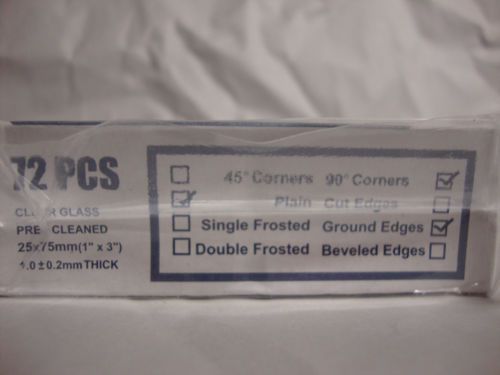 72 PCS
CLEAR GLASS
PRE CLEANED
25x75mm(1" x 3")
1.0±0.2mm THICK
45° Corners 90° Corners
Plain Cut Edges
Single Frosted Ground Edges
Double Frosted Beveled Edges